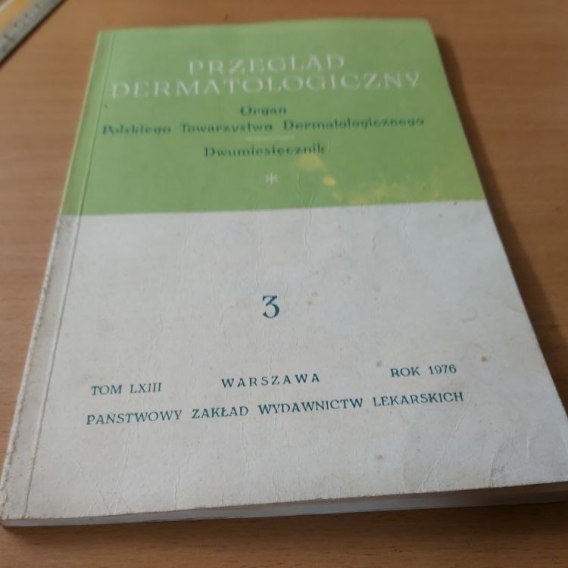 PRZEGLĄD
DERMATOLOGICZNY
Organ
Polskiego Towarzystwa Dermatologicznego
Dwumiesięcznik
*
3
TOM LXIII WARSZAWA ROK 1976
PAŃSTWOWY ZAKŁAD WYDAWNICTW LEKARSKICH